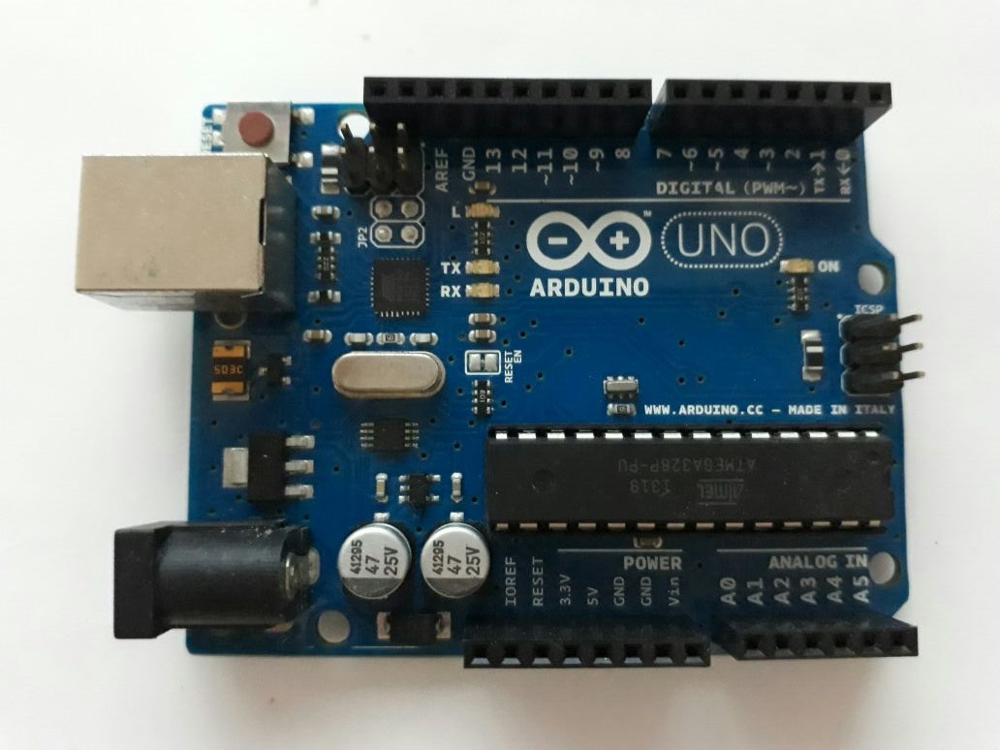 RESET
AREF
GND
13
12
~11
~10
~9
8
7
~6
~5
4
~3
2
TX→1
RX←0
DIGITAL (PWM~)
JP2
L
TX
RX
ARDUINO
™
UNO
ON
ICSP
RESET
EN
WWW.ARDUINO.CC – MADE IN ITALY
ATMEL
1319
ATMEGA328P-PU
41295
47
25V
41295
47
25V
IOREF
RESET
3.3V
5V
GND
GND
Vin
POWER
A0
A1
A2
A3
A4
A5
ANALOG IN